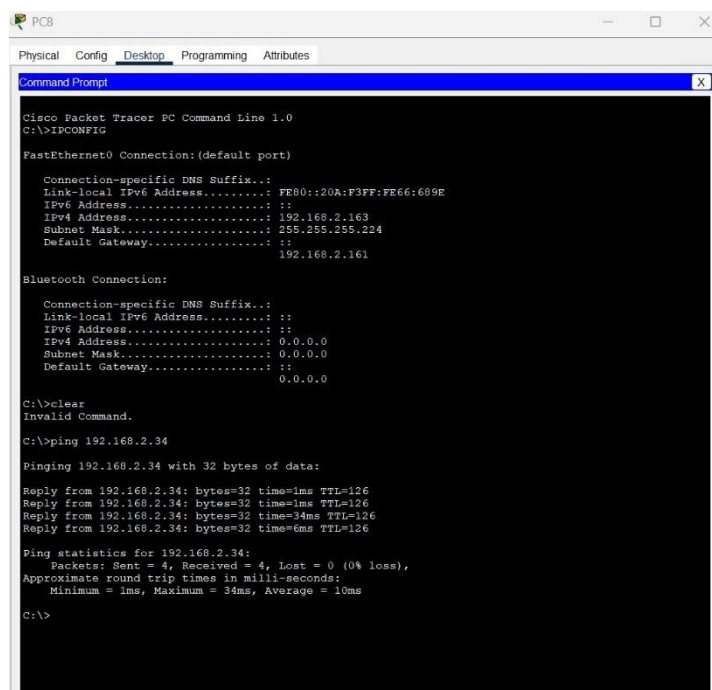 PC8
Physical Config Desktop Programming Attributes
Command Prompt X
Cisco Packet Tracer PC Command Line 1.0
C:\>IPCONFIG
FastEthernet0 Connection:(default port)
Connection-specific DNS Suffix..:
Link-local IPv6 Address.........: FE80::20A:F3FF:FE66:689E
IPv6 Address....................: ::
IPv4 Address....................: 192.168.2.163
Subnet Mask.....................: 255.255.255.224
Default Gateway.................: ::
192.168.2.161
Bluetooth Connection:
Connection-specific DNS Suffix..:
Link-local IPv6 Address.........: ::
IPv6 Address....................: ::
IPv4 Address....................: 0.0.0.0
Subnet Mask.....................: 0.0.0.0
Default Gateway.................: ::
0.0.0.0
C:\>clear
Invalid Command.
C:\>ping 192.168.2.34
Pinging 192.168.2.34 with 32 bytes of data:
Reply from 192.168.2.34: bytes=32 time=1ms TTL=126
Reply from 192.168.2.34: bytes=32 time=1ms TTL=126
Reply from 192.168.2.34: bytes=32 time=34ms TTL=126
Reply from 192.168.2.34: bytes=32 time=6ms TTL=126
Ping statistics for 192.168.2.34:
Packets: Sent = 4, Received = 4, Lost = 0 (0% loss),
Approximate round trip times in milli-seconds:
Minimum = 1ms, Maximum = 34ms, Average = 10ms
C:\>